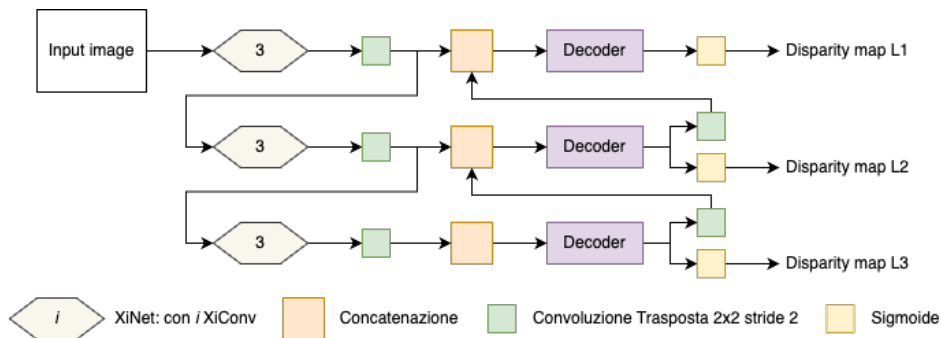 Input image
3
Decoder
Disparity map L1
3
Decoder
Disparity map L2
3
Decoder
Disparity map L3
i
XiNet: con i XiConv
Concatenazione
Convoluzione Trasposta 2x2 stride 2
Sigmoide